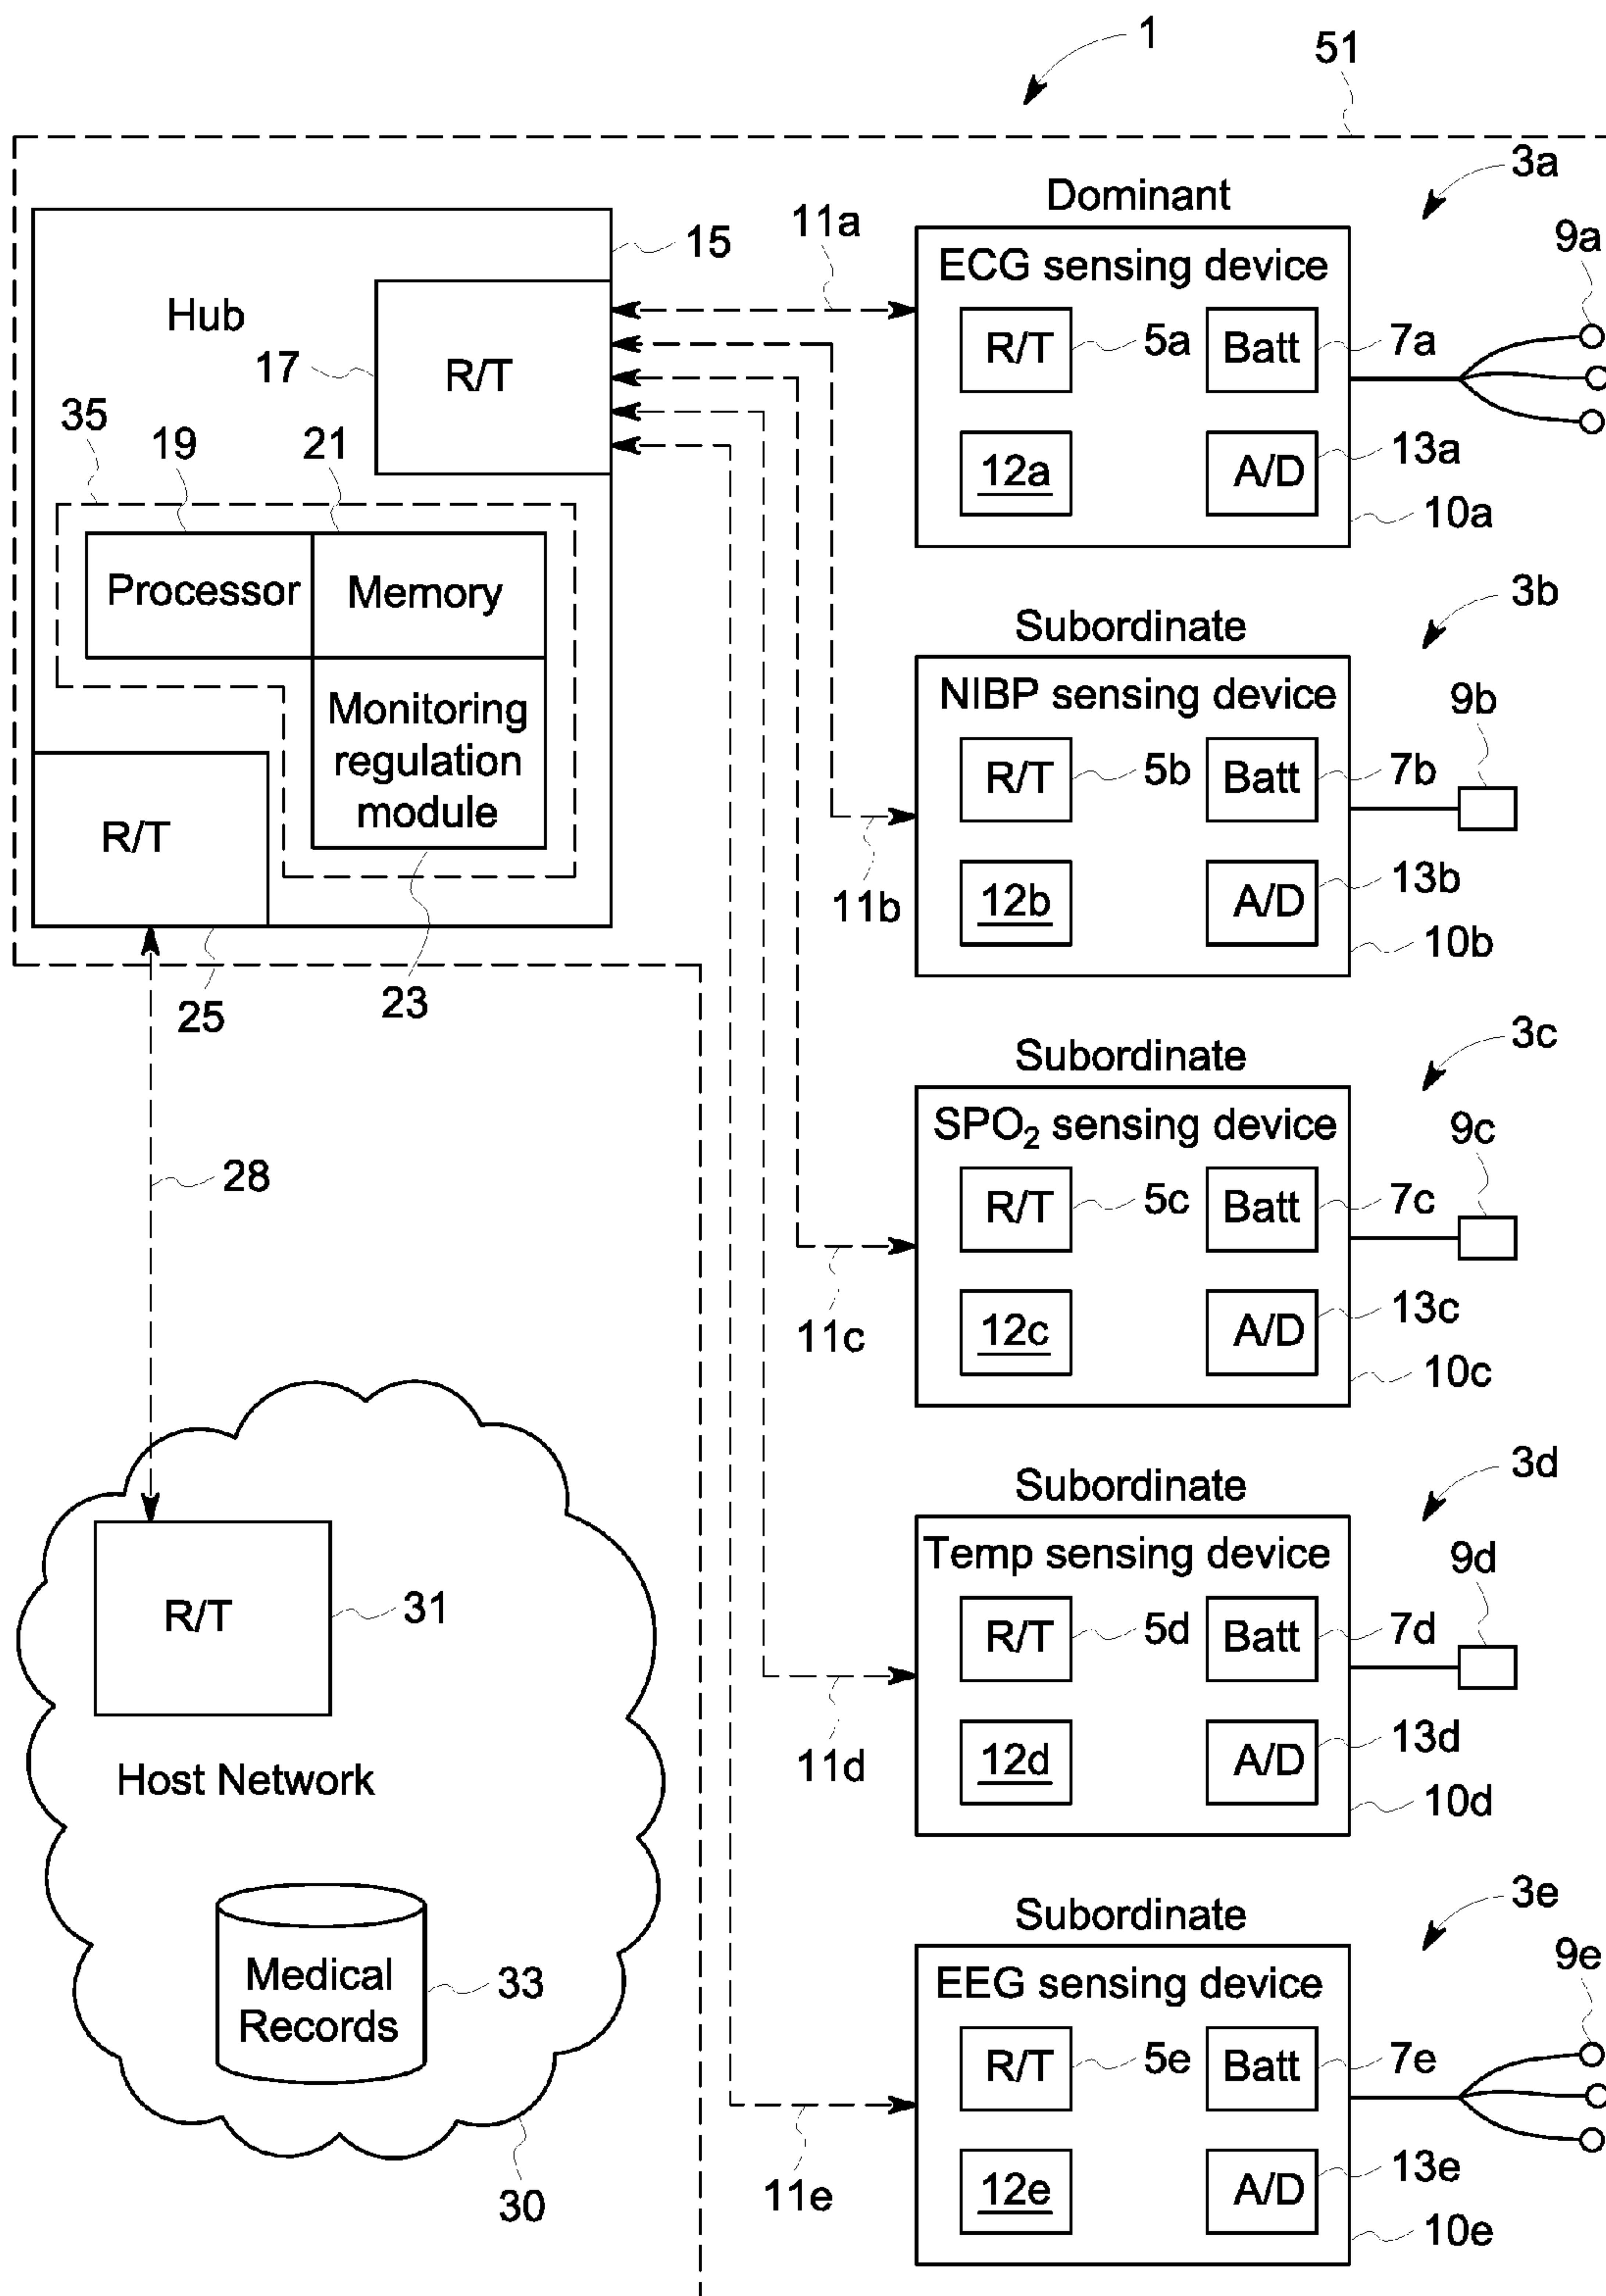 1
51
Hub
15
17
R/T
35
19
21
Processor
Memory
Monitoring
regulation
module
R/T
25
23
28
R/T
31
Host Network
Medical
Records
33
30
11a
11b
11c
11d
11e
Dominant
3a
ECG sensing device
9a
R/T
5a
Batt
7a
12a
A/D
13a
10a
Subordinate
3b
NIBP sensing device
9b
R/T
5b
Batt
7b
12b
A/D
13b
10b
Subordinate
3c
SPO₂ sensing device
9c
R/T
5c
Batt
7c
12c
A/D
13c
10c
Subordinate
3d
Temp sensing device
9d
R/T
5d
Batt
7d
12d
A/D
13d
10d
Subordinate
3e
EEG sensing device
9e
R/T
5e
Batt
7e
12e
A/D
13e
10e